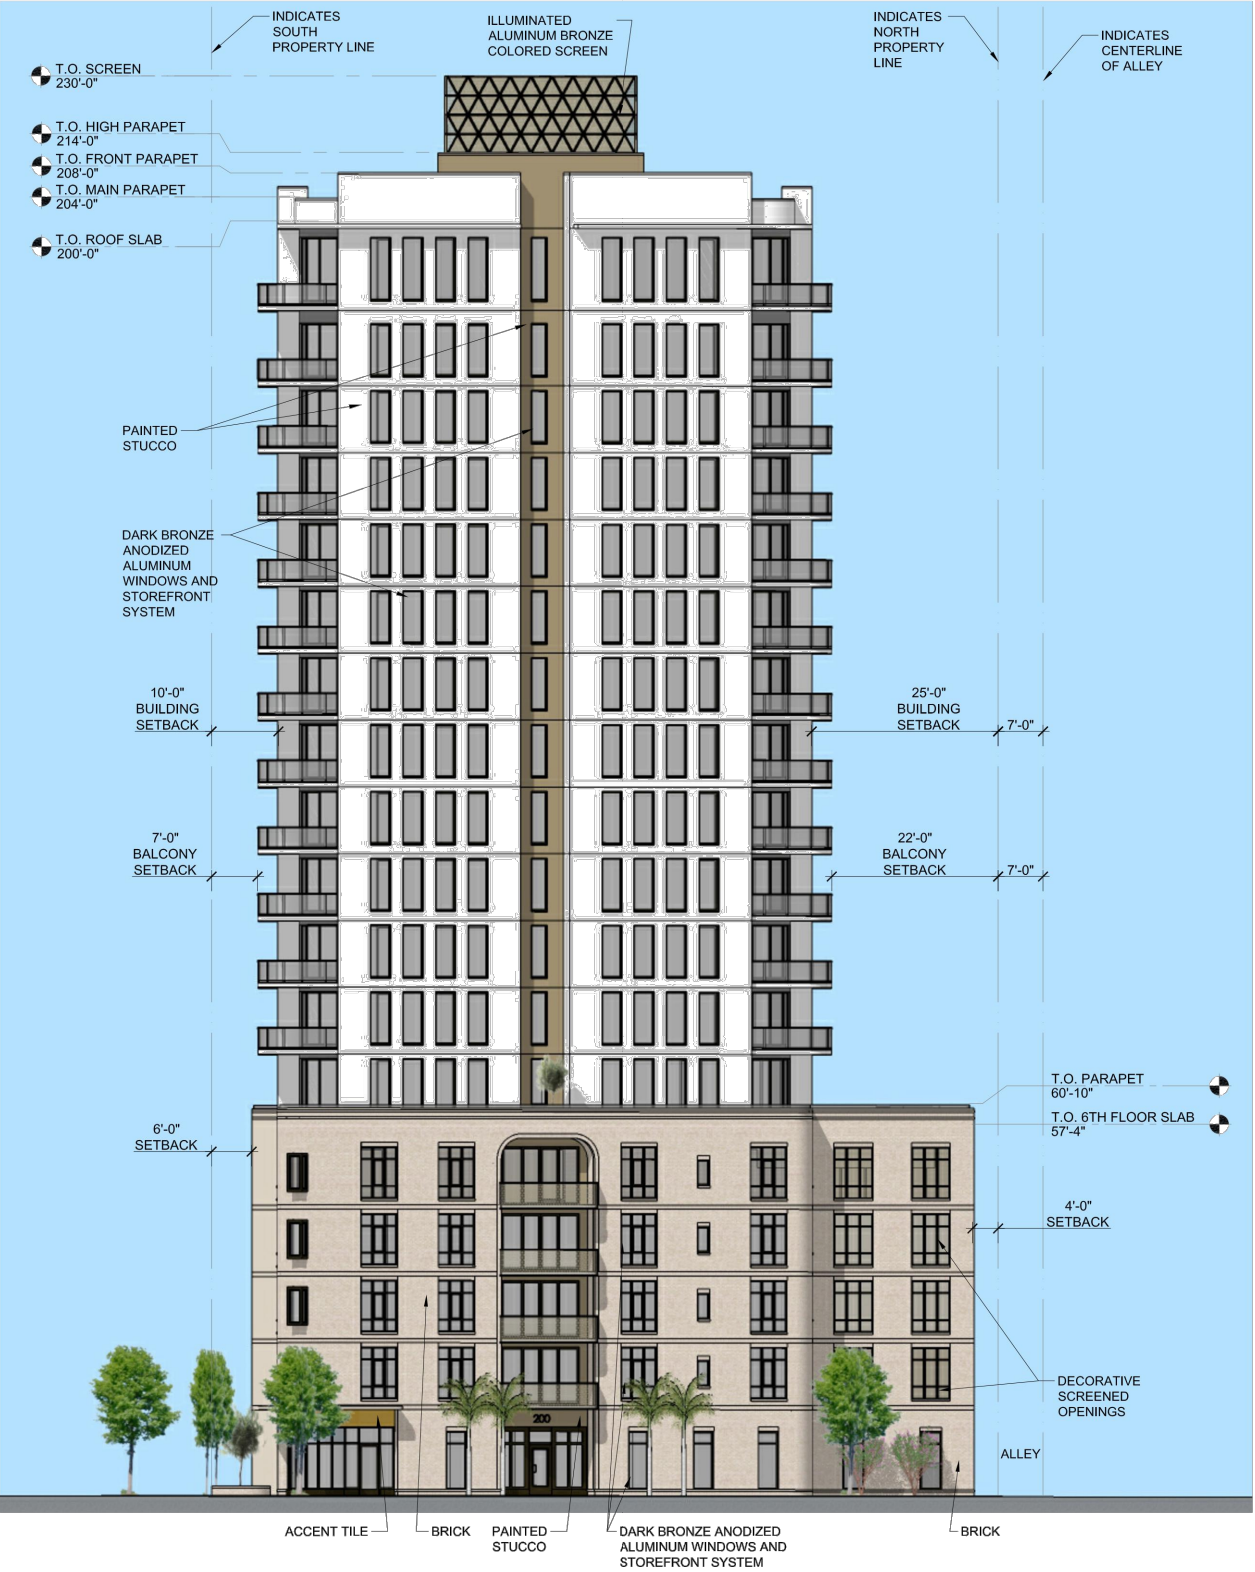 INDICATES
SOUTH
PROPERTY LINE
ILLUMINATED
ALUMINUM BRONZE
COLORED SCREEN
INDICATES
NORTH
PROPERTY
LINE
INDICATES
CENTERLINE
OF ALLEY
T.O. SCREEN
230'-0"
T.O. HIGH PARAPET
214'-0"
T.O. FRONT PARAPET
208'-0"
T.O. MAIN PARAPET
204'-0"
T.O. ROOF SLAB
200'-0"
PAINTED
STUCCO
DARK BRONZE
ANODIZED
ALUMINUM
WINDOWS AND
STOREFRONT
SYSTEM
10'-0"
BUILDING
SETBACK
25'-0"
BUILDING
SETBACK
7'-0"
7'-0"
BALCONY
SETBACK
22'-0"
BALCONY
SETBACK
7'-0"
T.O. PARAPET
60'-10"
T.O. 6TH FLOOR SLAB
57'-4"
6'-0"
SETBACK
4'-0"
SETBACK
DECORATIVE
SCREENED
OPENINGS
200
ALLEY
ACCENT TILE
BRICK
PAINTED
STUCCO
DARK BRONZE ANODIZED
ALUMINUM WINDOWS AND
STOREFRONT SYSTEM
BRICK